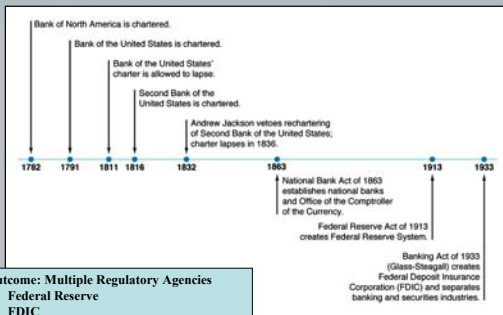 Bank of North America is chartered.
Bank of the United States is chartered.
Bank of the United States'
charter is allowed to lapse.
Second Bank of the
United States is chartered.
Andrew Jackson vetoes rechartering
of Second Bank of the United States;
charter lapses in 1836.
1782 1791 1811 1816 1832 1863 1913 1933
National Bank Act of 1863
establishes national banks
and Office of the Comptroller
of the Currency.
Federal Reserve Act of 1913
creates Federal Reserve System.
Banking Act of 1933
(Glass-Steagall) creates
Federal Deposit Insurance
Corporation (FDIC) and separates
banking and securities industries.
utcome: Multiple Regulatory Agencies
Federal Reserve
FDIC